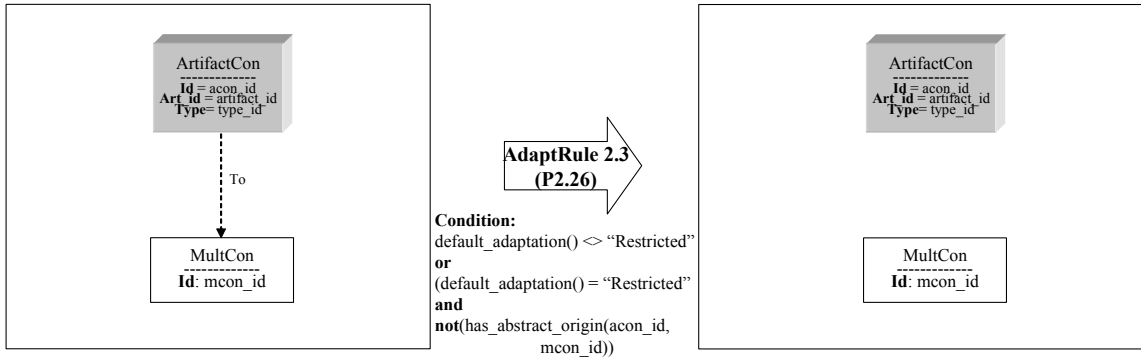 ArtifactCon
-------------
Id = acon_id
Art_id = artifact_id
Type= type_id
To
MultCon
-------------
Id: mcon_id
AdaptRule 2.3
(P2.26)
Condition:
default_adaptation() <> “Restricted”
or
(default_adaptation() = “Restricted”
and
not(has_abstract_origin(acon_id,
mcon_id))
ArtifactCon
-------------
Id = acon_id
Art_id = artifact_id
Type= type_id
MultCon
-------------
Id: mcon_id